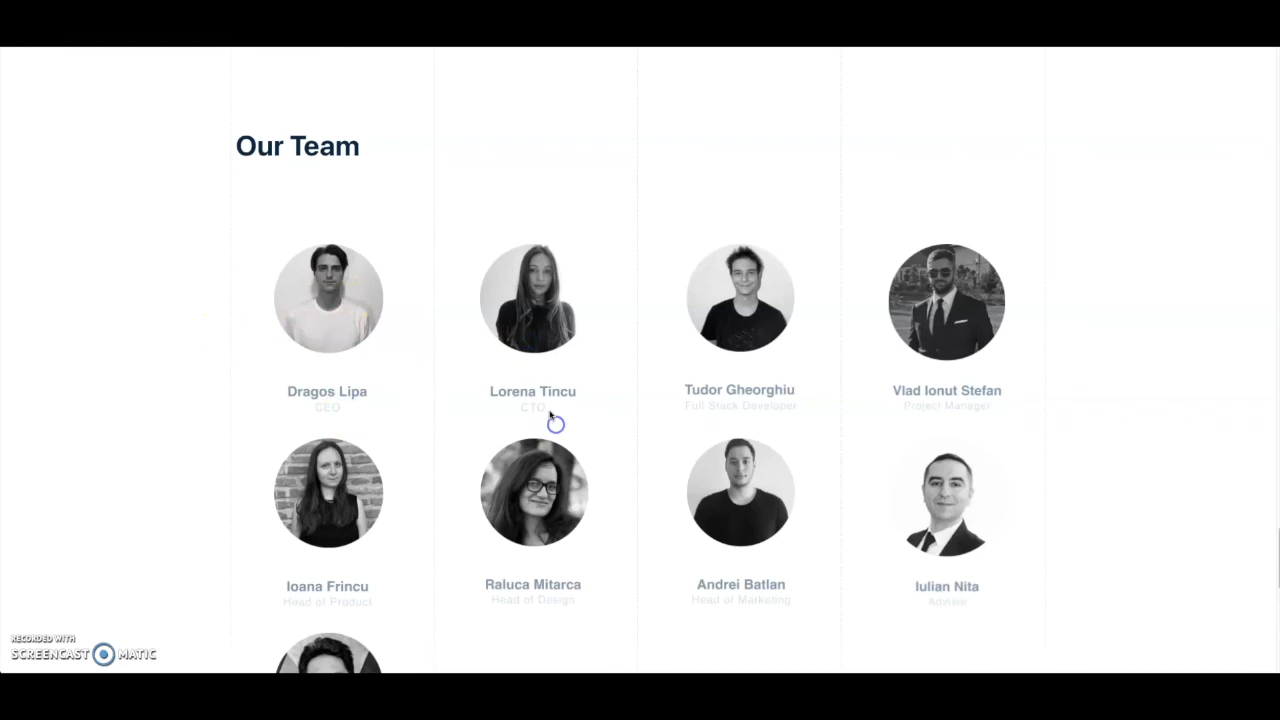 Our Team
Dragos Lipa
CEO
Lorena Tincu
CTO
Tudor Gheorghiu
Full Stack Developer
Vlad Ionut Stefan
Project Manager
Ioana Frincu
Head of Product
Raluca Mitarca
Head of Design
Andrei Batlan
Head of Marketing
Iulian Nita
RECORDED WITH
SCREENCAST MATIC